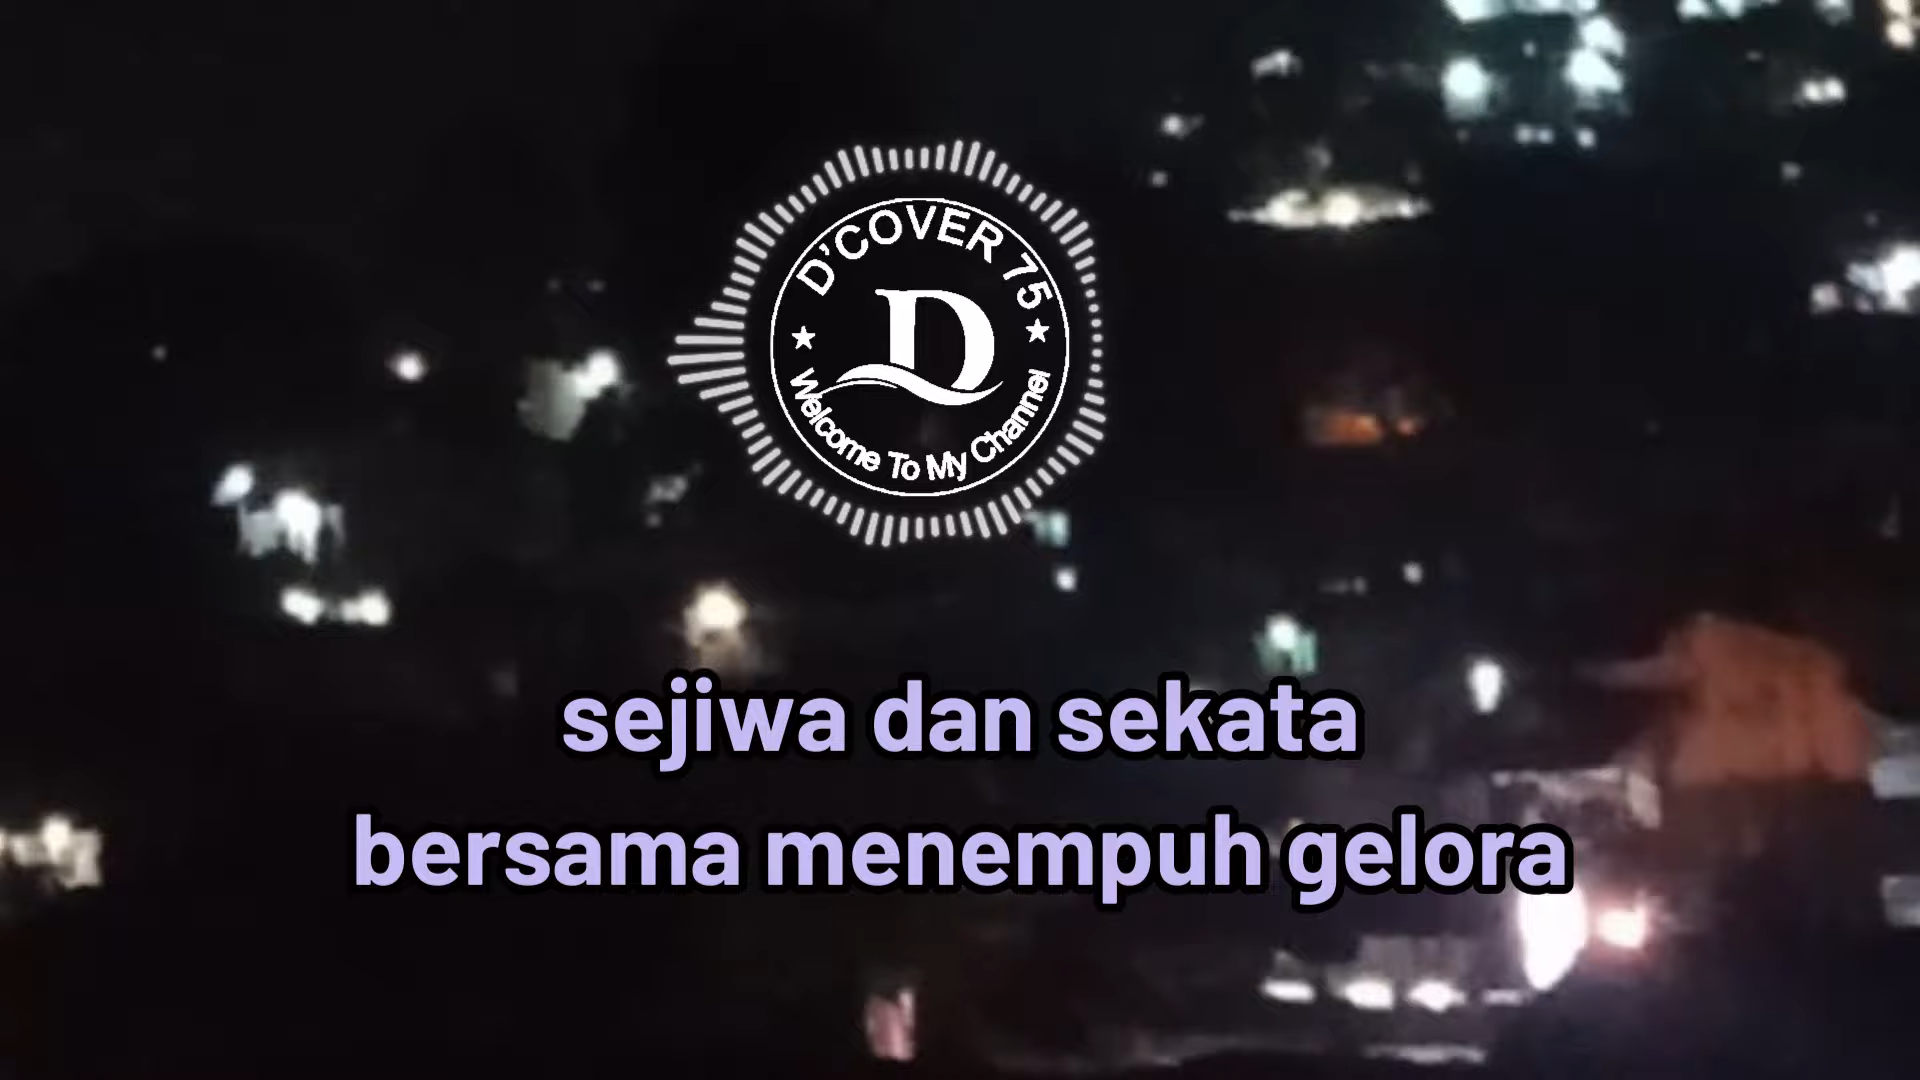 D'COVER 75
D
Welcome To My Channel
sejiwa dan sekata
bersama menempuh gelora